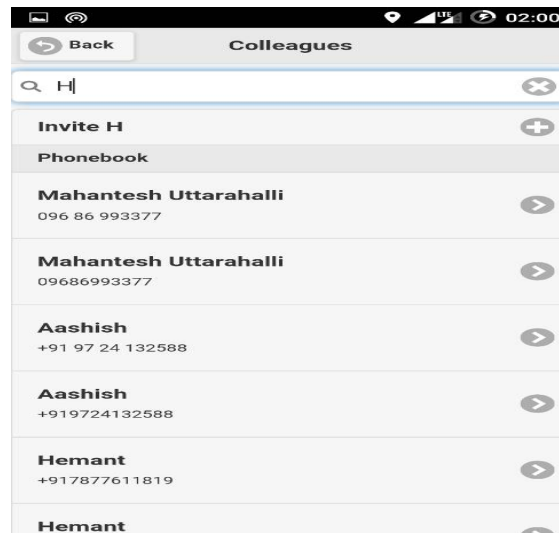 LTE 02:00
Back Colleagues
H
Invite H
Phonebook
Mahantesh Uttarahalli
096 86 993377
Mahantesh Uttarahalli
09686993377
Aashish
+91 97 24 132588
Aashish
+919724132588
Hemant
+917877611819
Hemant